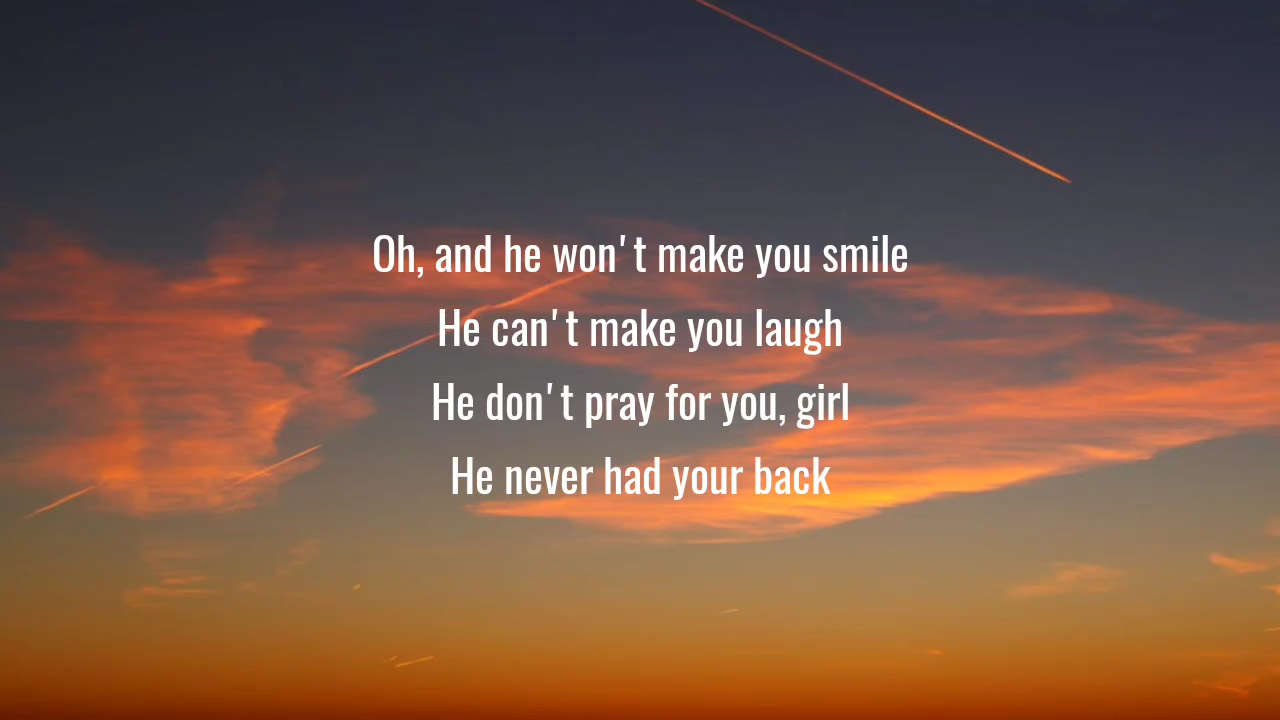 Oh, and he won't make you smile
He can't make you laugh
He don't pray for you, girl
He never had your back